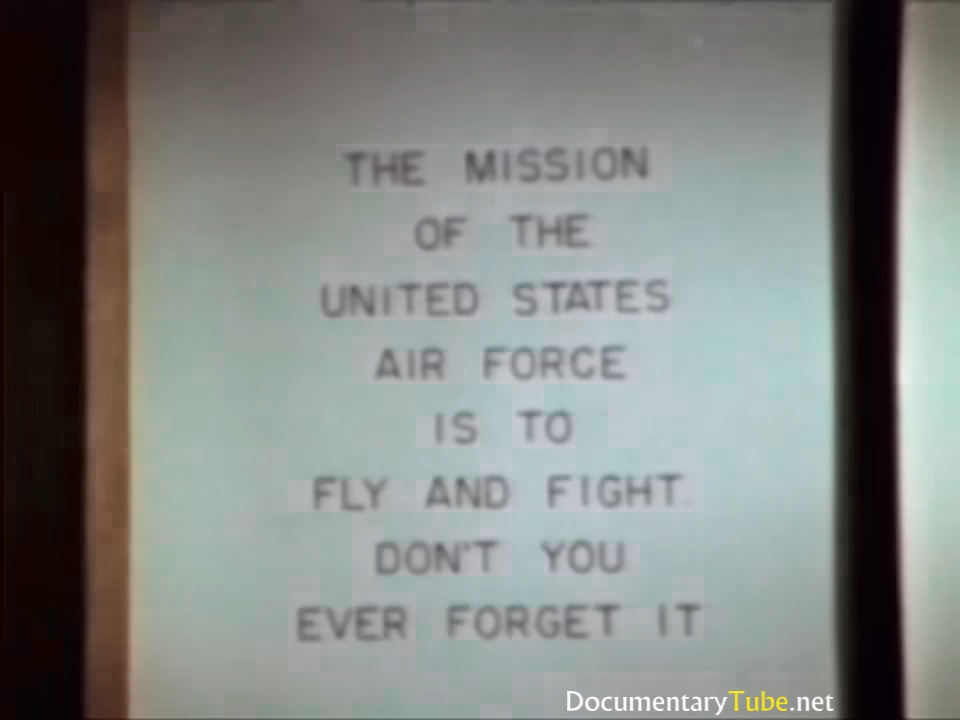 THE MISSION
OF THE
UNITED STATES
AIR FORCE
IS TO
FLY AND FIGHT.
DON'T YOU
EVER FORGET IT
DocumentaryTube.net